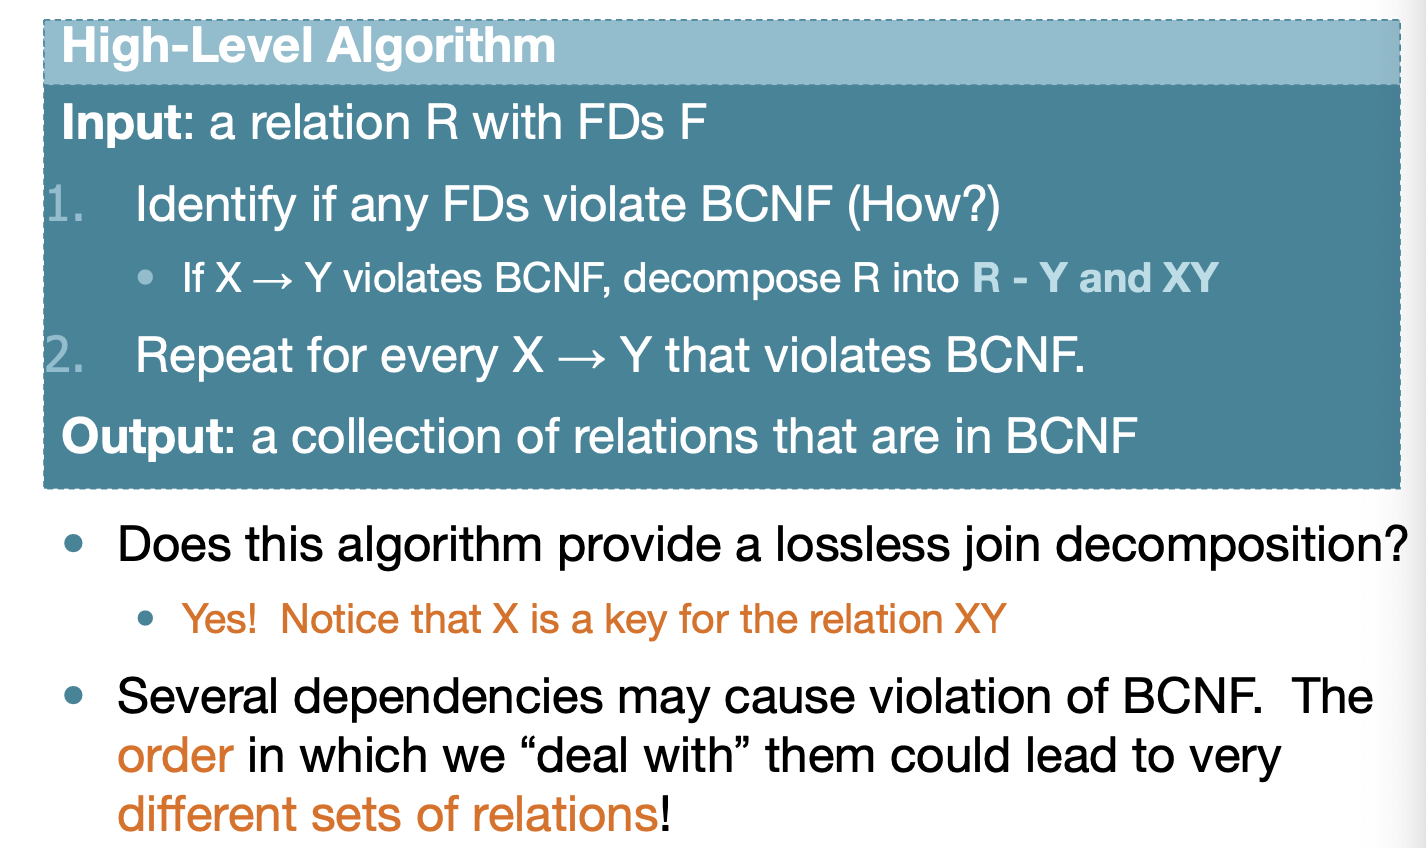 High-Level Algorithm
Input: a relation R with FDs F
1. Identify if any FDs violate BCNF (How?)
• If X → Y violates BCNF, decompose R into R - Y and XY
2. Repeat for every X → Y that violates BCNF.
Output: a collection of relations that are in BCNF
• Does this algorithm provide a lossless join decomposition?
• Yes! Notice that X is a key for the relation XY
• Several dependencies may cause violation of BCNF. The
order in which we “deal with” them could lead to very
different sets of relations!